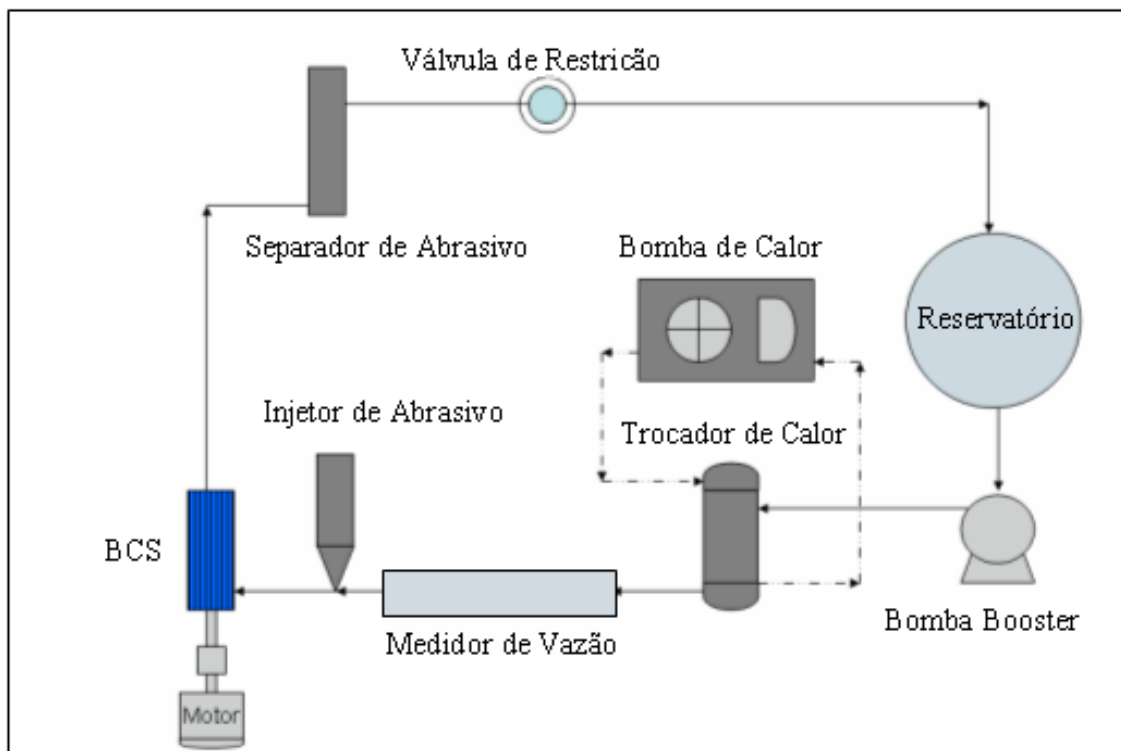 Válvula de Restricão
Separador de Abrasivo
Bomba de Calor
Reservatório
Injetor de Abrasivo
Trocador de Calor
BCS
Medidor de Vazão
Bomba Booster
Motor